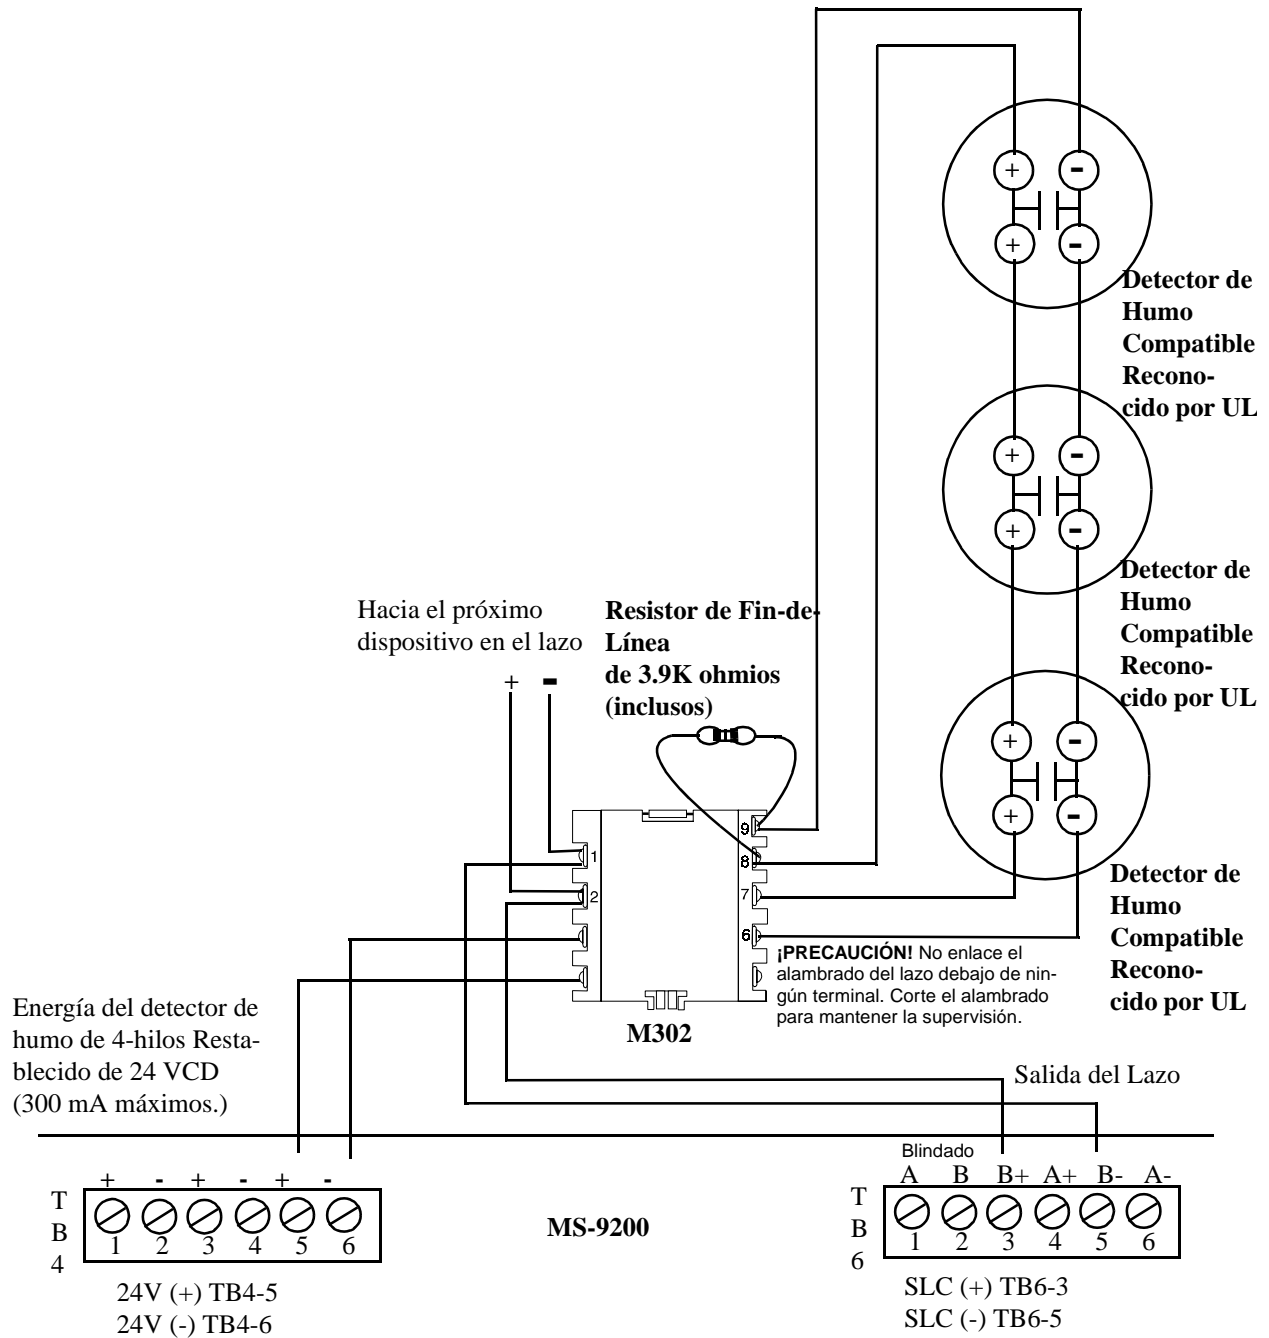 + -
+ -
Detector de
Humo
Compatible
Recono-
cido por UL
+ -
+ -
Detector de
Humo
Compatible
Recono-
cido por UL
Hacia el próximo
dispositivo en el lazo
+ -
Resistor de Fin-de-
Línea
de 3.9K ohmios
(inclusos)
+ -
+ -
Detector de
Humo
Compatible
Recono-
cido por UL
1
2
9
8
7
6
¡PRECAUCIÓN! No enlace el
alambrado del lazo debajo de nin-
gún terminal. Corte el alambrado
para mantener la supervisión.
M302
Energía del detector de
humo de 4-hilos Resta-
blecido de 24 VCD
(300 mA máximos.)
Salida del Lazo
+ - + - + -
T
B
4
1 2 3 4 5 6
24V (+) TB4-5
24V (-) TB4-6
MS-9200
Blindado
A B B+ A+ B- A-
T
B
6
1 2 3 4 5 6
SLC (+) TB6-3
SLC (-) TB6-5